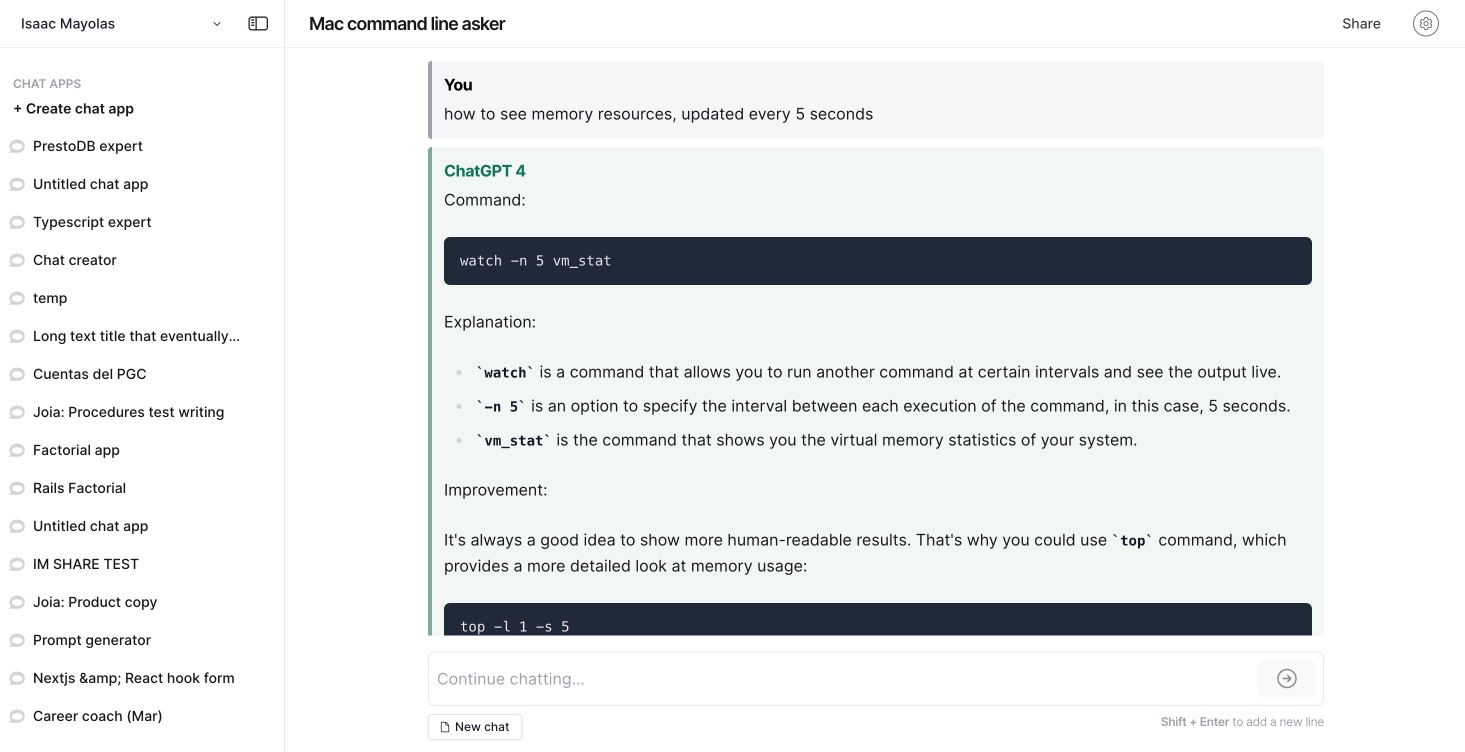 Isaac Mayolas
CHAT APPS
+ Create chat app
PrestoDB expert
Untitled chat app
Typescript expert
Chat creator
temp
Long text title that eventually...
Cuentas del PGC
Joia: Procedures test writing
Factorial app
Rails Factorial
Untitled chat app
IM SHARE TEST
Joia: Product copy
Prompt generator
Nextjs &amp; React hook form
Career coach (Mar)
Mac command line asker
Share
You
how to see memory resources, updated every 5 seconds
ChatGPT 4
Command:
watch -n 5 vm_stat
Explanation:
`watch` is a command that allows you to run another command at certain intervals and see the output live.
`-n 5` is an option to specify the interval between each execution of the command, in this case, 5 seconds.
`vm_stat` is the command that shows you the virtual memory statistics of your system.
Improvement:
It's always a good idea to show more human-readable results. That's why you could use `top` command, which
provides a more detailed look at memory usage:
top -l 1 -s 5
Continue chatting...
New chat
Shift + Enter to add a new line